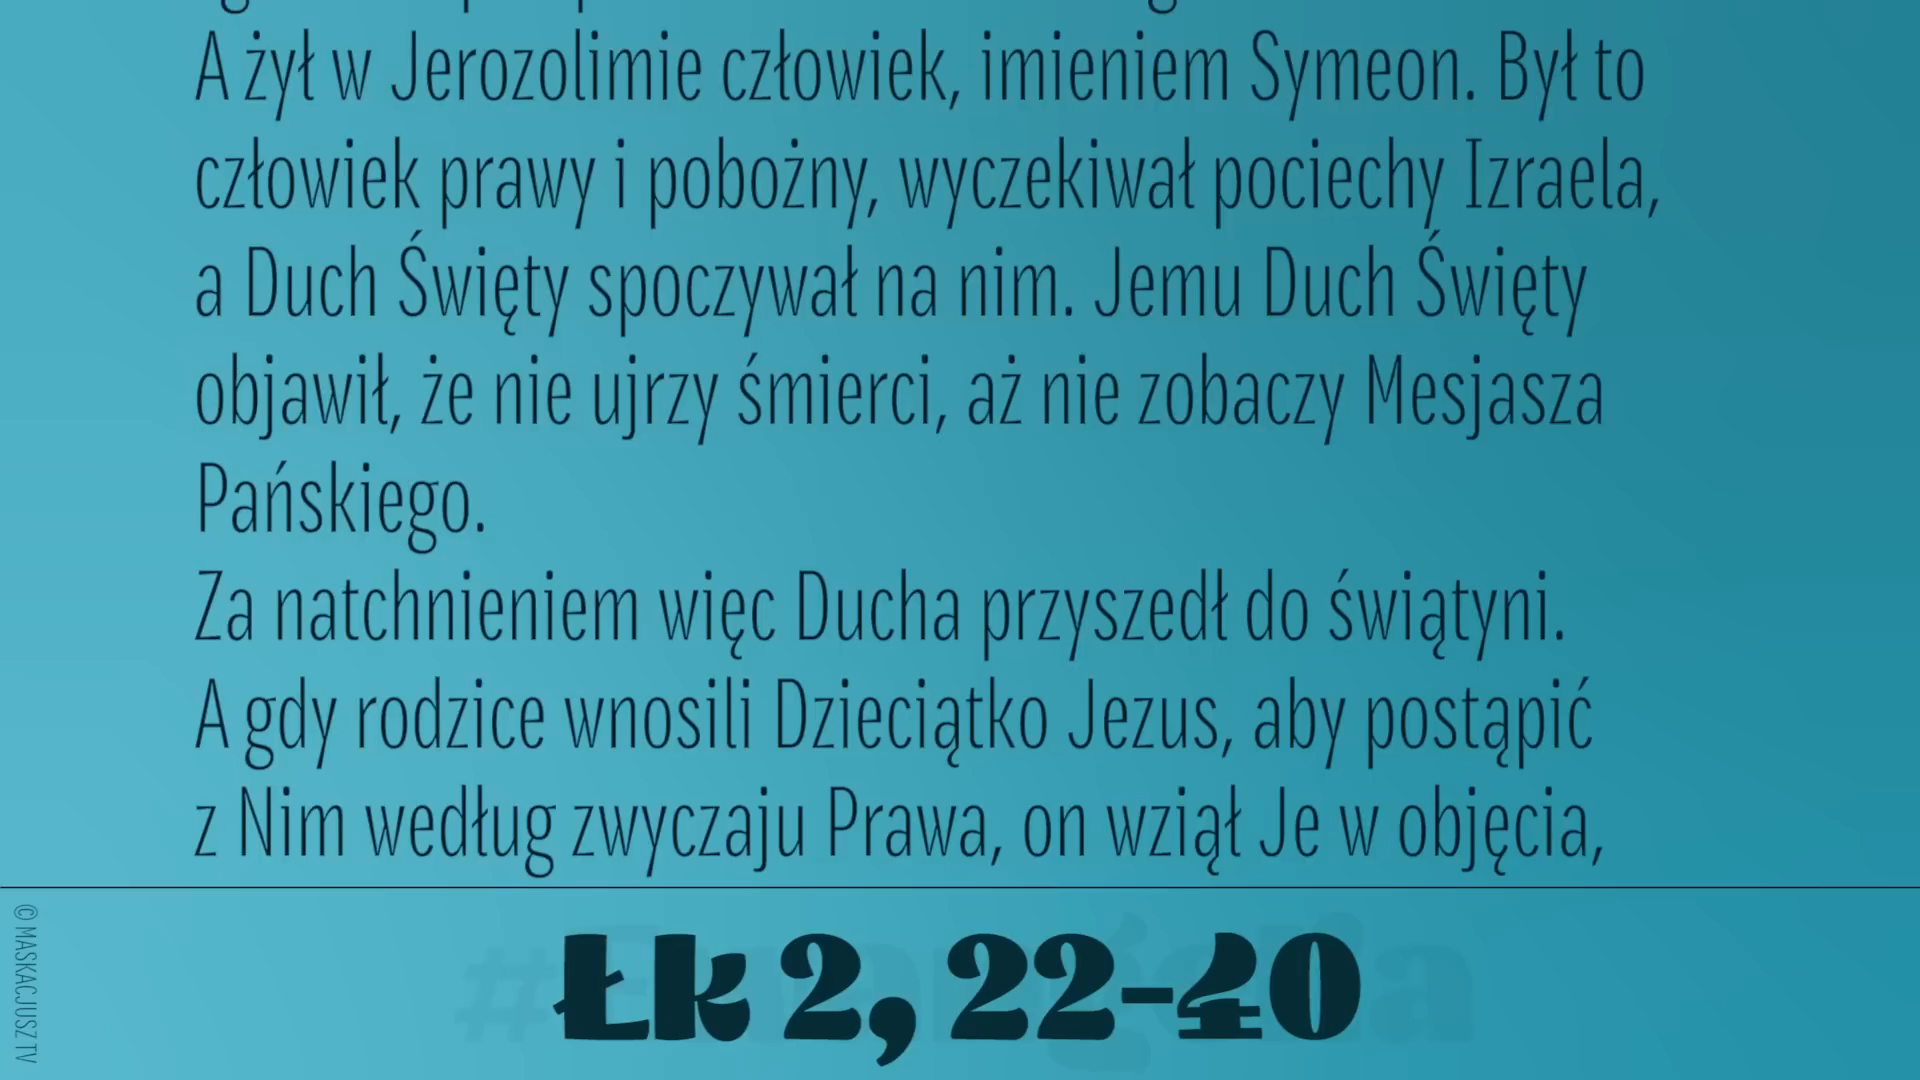 A żył w Jerozolimie człowiek, imieniem Symeon. Był to
człowiek prawy i pobożny, wyczekiwał pociechy Izraela,
a Duch Święty spoczywał na nim. Jemu Duch Święty
objawił, że nie ujrzy śmierci, aż nie zobaczy Mesjasza
Pańskiego.
Za natchnieniem więc Ducha przyszedł do świątyni.
A gdy rodzice wnosili Dzieciątko Jezus, aby postąpić
z Nim według zwyczaju Prawa, on wziął Je w objęcia,
Łk 2, 22-40
© MASKACJUSZ TV